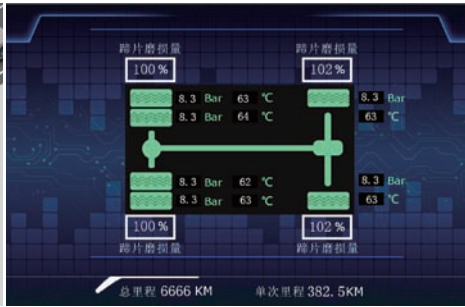 蹄片磨损量 蹄片磨损量
100% 102%
8.3 Bar 63 ℃ 8.3 Bar
8.3 Bar 64 ℃ 63 ℃
8.3 Bar 62 ℃ 8.3 Bar
8.3 Bar 63 ℃ 63 ℃
100% 102%
蹄片磨损量 蹄片磨损量
总里程 6666 KM 单次里程 382.5KM